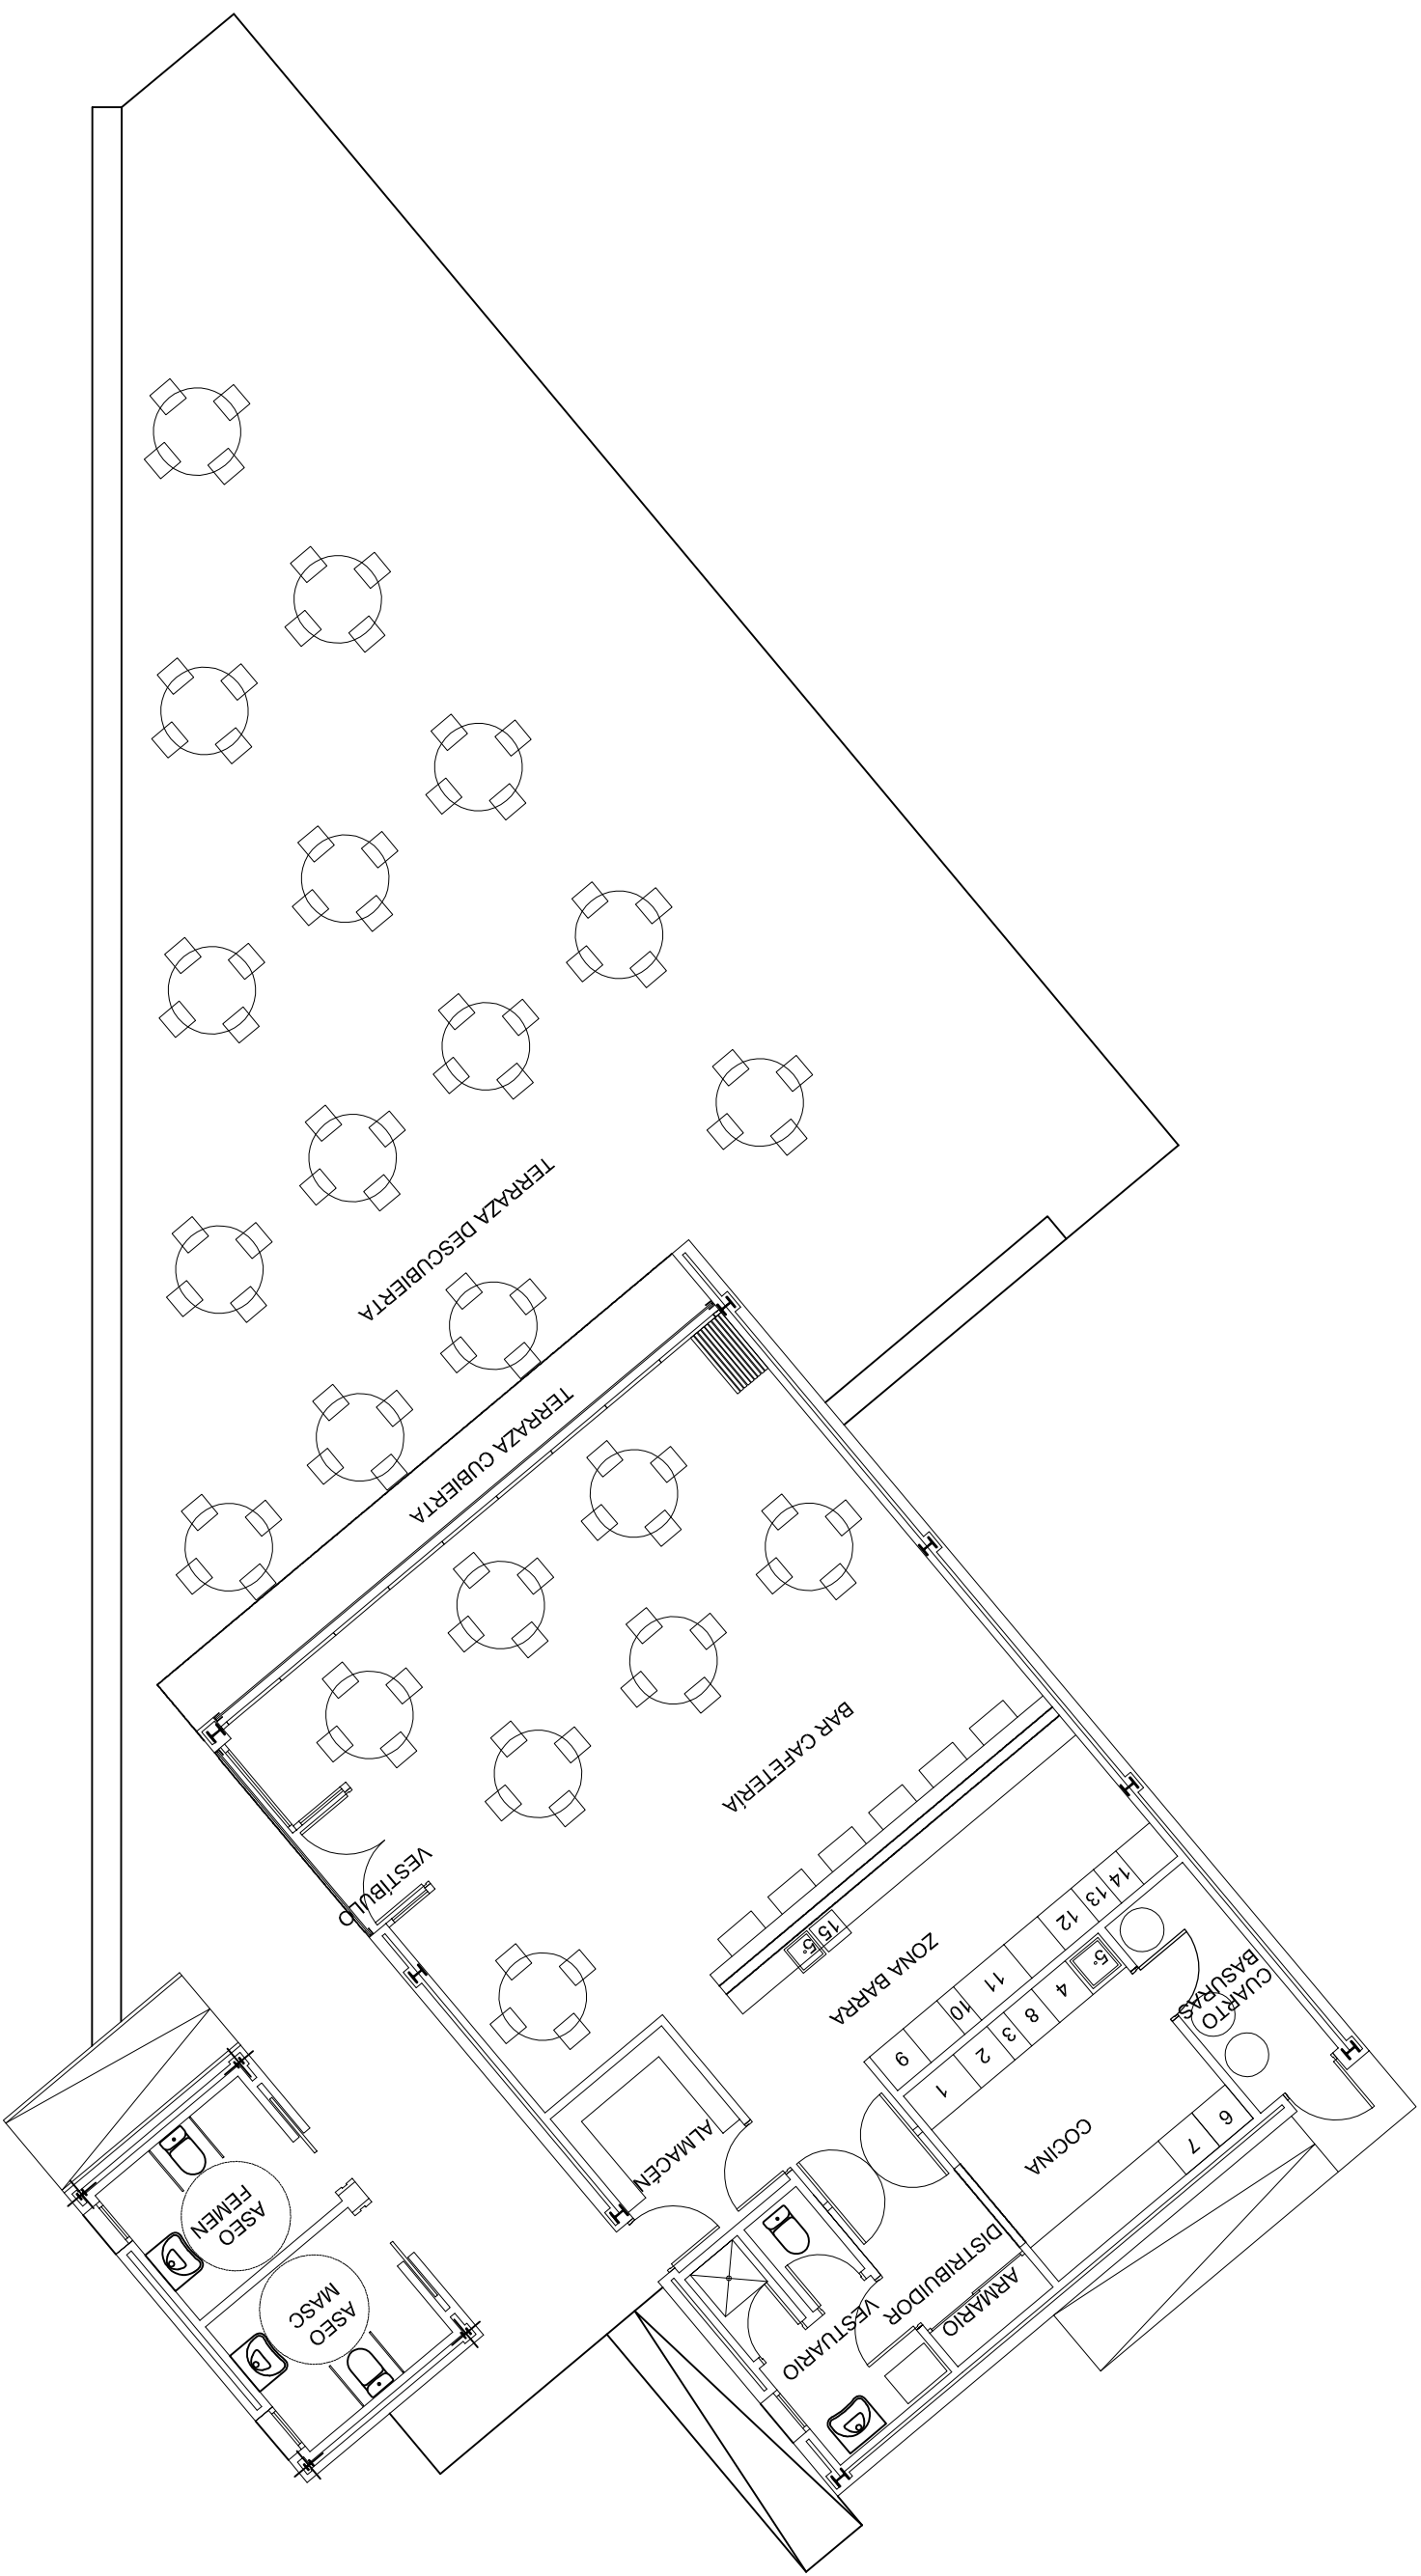 TERRAZA DESCUBIERTA
TERRAZA CUBIERTA
BAR CAFETERÍA
VESTÍBULO
ZONA BARRA
15
5*
14
13
12
11
10
9
5*
4
8
3
2
1
CUARTO
BASURAS
6
7
COCINA
ALMACÉN
DISTRIBUIDOR
ARMARIO
VESTUARIO
ASEO
FEMEN
ASEO
MASC